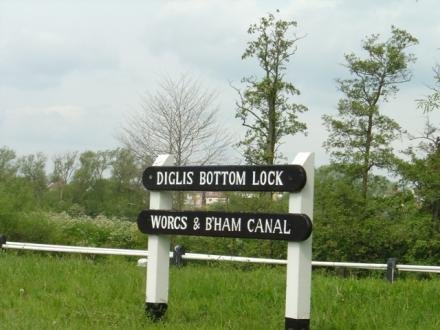 DIGLIS BOTTOM LOCK
WORCS & B'HAM CANAL